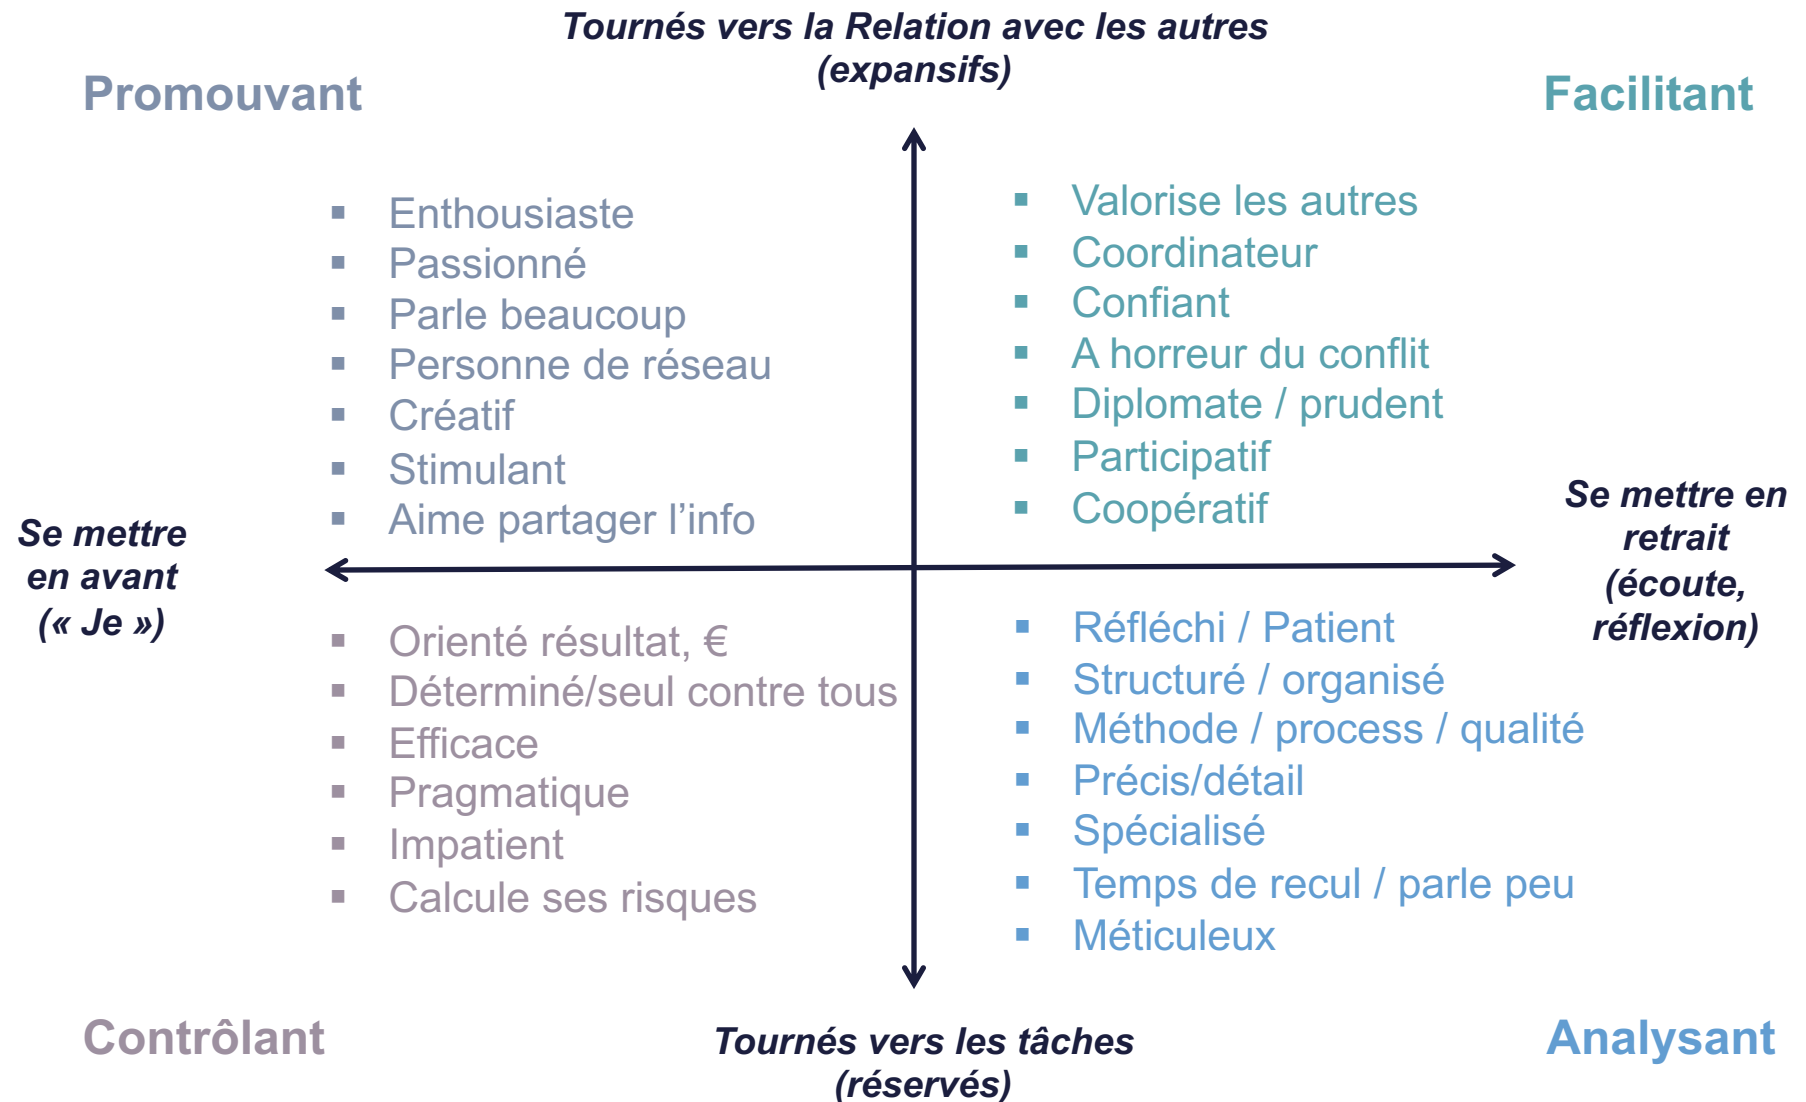 Tournés vers la Relation avec les autres
(expansifs)
Promouvant
Facilitant
▪ Enthousiaste
▪ Passionné
▪ Parle beaucoup
▪ Personne de réseau
▪ Créatif
▪ Stimulant
▪ Aime partager l’info
▪ Valorise les autres
▪ Coordinateur
▪ Confiant
▪ A horreur du conflit
▪ Diplomate / prudent
▪ Participatif
▪ Coopératif
Se mettre
en avant
(« Je »)
Se mettre en
retrait
(écoute,
réflexion)
▪ Orienté résultat, €
▪ Déterminé/seul contre tous
▪ Efficace
▪ Pragmatique
▪ Impatient
▪ Calcule ses risques
▪ Réfléchi / Patient
▪ Structuré / organisé
▪ Méthode / process / qualité
▪ Précis/détail
▪ Spécialisé
▪ Temps de recul / parle peu
▪ Méticuleux
Contrôlant
Tournés vers les tâches
(réservés)
Analysant